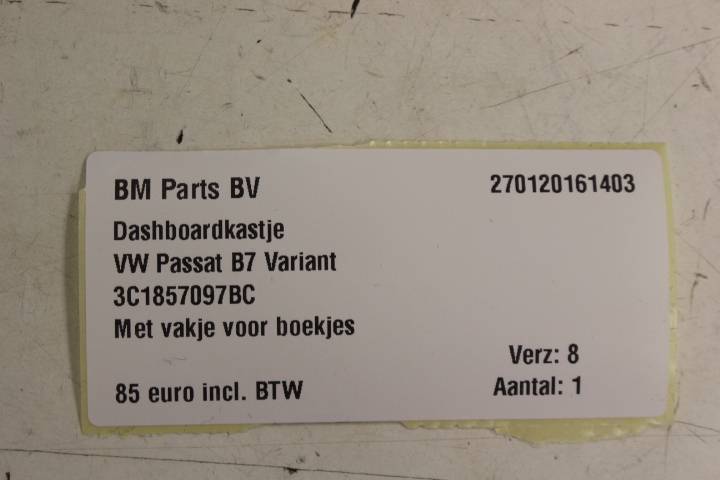 BM Parts BV 270120161403
Dashboardkastje
VW Passat B7 Variant
3C1857097BC
Met vakje voor boekjes
Verz: 8
85 euro incl. BTW Aantal: 1